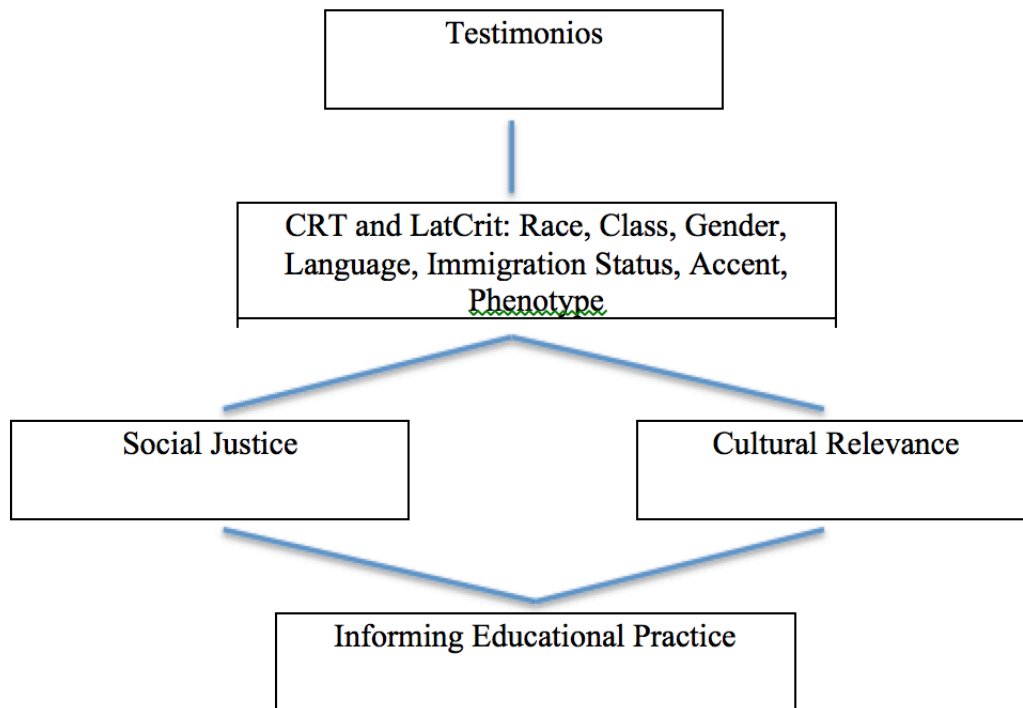 Testimonios
CRT and LatCrit: Race, Class, Gender,
Language, Immigration Status, Accent,
Phenotype
Social Justice
Cultural Relevance
Informing Educational Practice